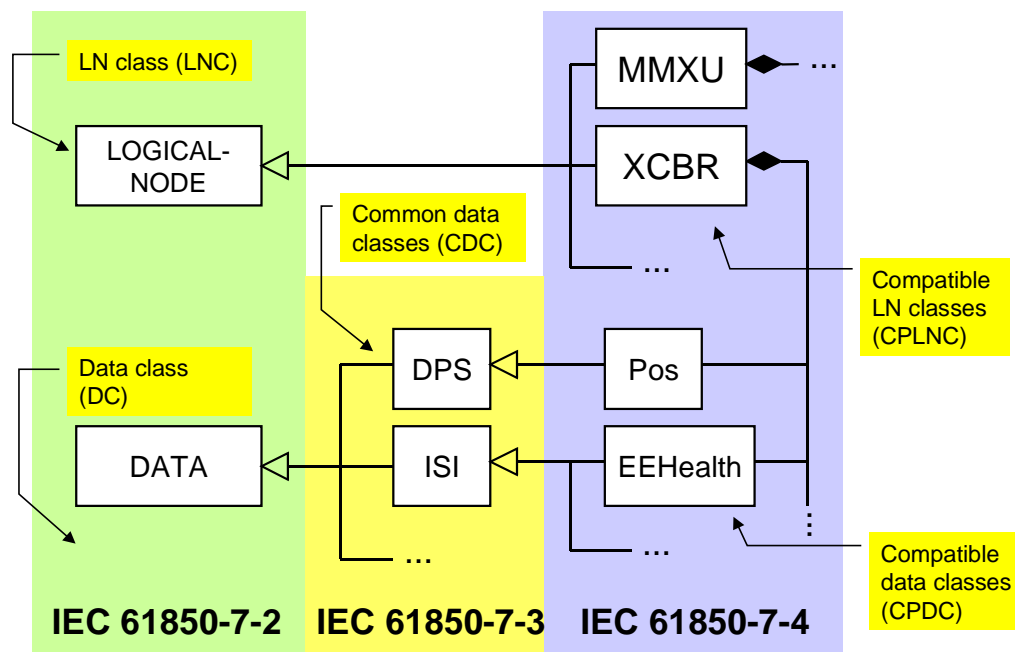 LN class (LNC)
MMXU
...
LOGICAL-
NODE
XCBR
Common data
classes (CDC)
...
Compatible
LN classes
(CPLNC)
Data class
(DC)
DPS
Pos
DATA
ISI
EEHealth
...
...
...
Compatible
data classes
(CPDC)
IEC 61850-7-2
IEC 61850-7-3
IEC 61850-7-4